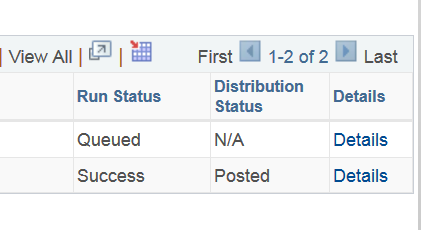 | View All | | First 1-2 of 2 Last
Run Status Distribution Status Details
Queued N/A Details
Success Posted Details